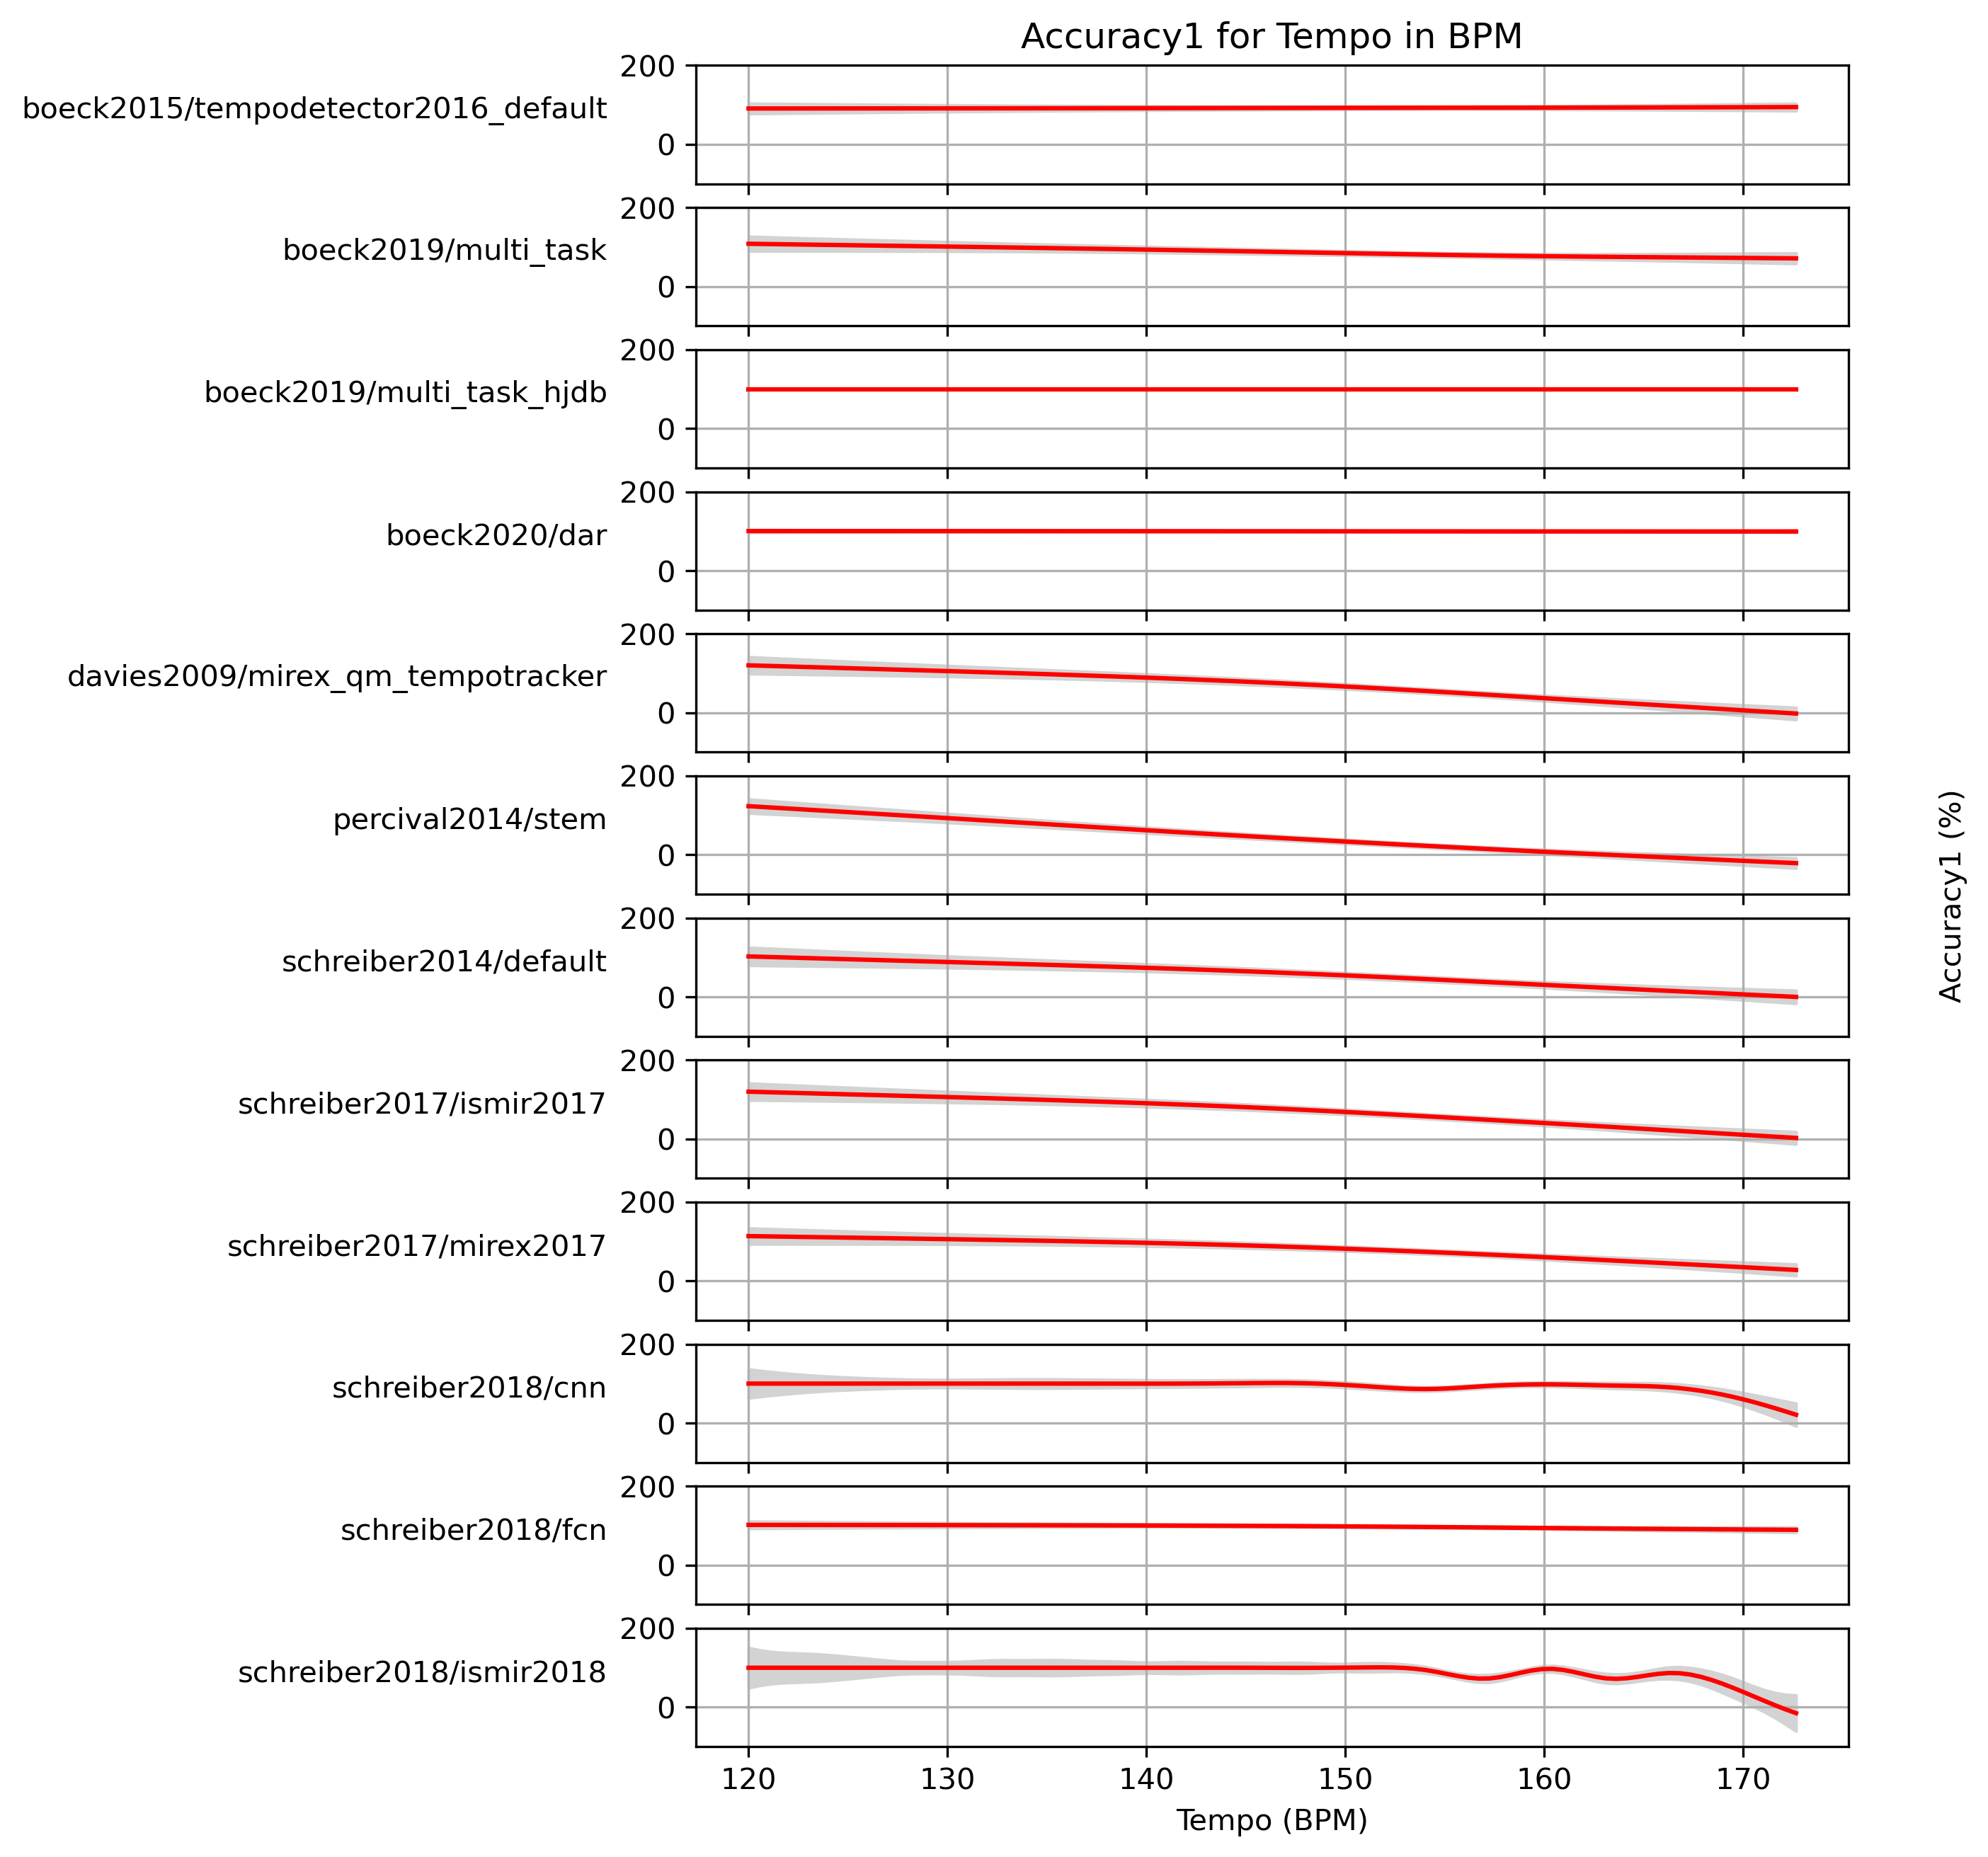 Accuracy1 for Tempo in BPM
200
boeck2015/tempodetector2016_default
0
200
boeck2019/multi_task
0
200
boeck2019/multi_task_hjdb
0
200
boeck2020/dar
0
200
davies2009/mirex_qm_tempotracker
0
200
percival2014/stem
0
200
schreiber2014/default
0
200
schreiber2017/ismir2017
0
200
schreiber2017/mirex2017
0
200
schreiber2018/cnn
0
200
schreiber2018/fcn
0
200
schreiber2018/ismir2018
0
120 130 140 150 160 170
Tempo (BPM)
Accuracy1 (%)